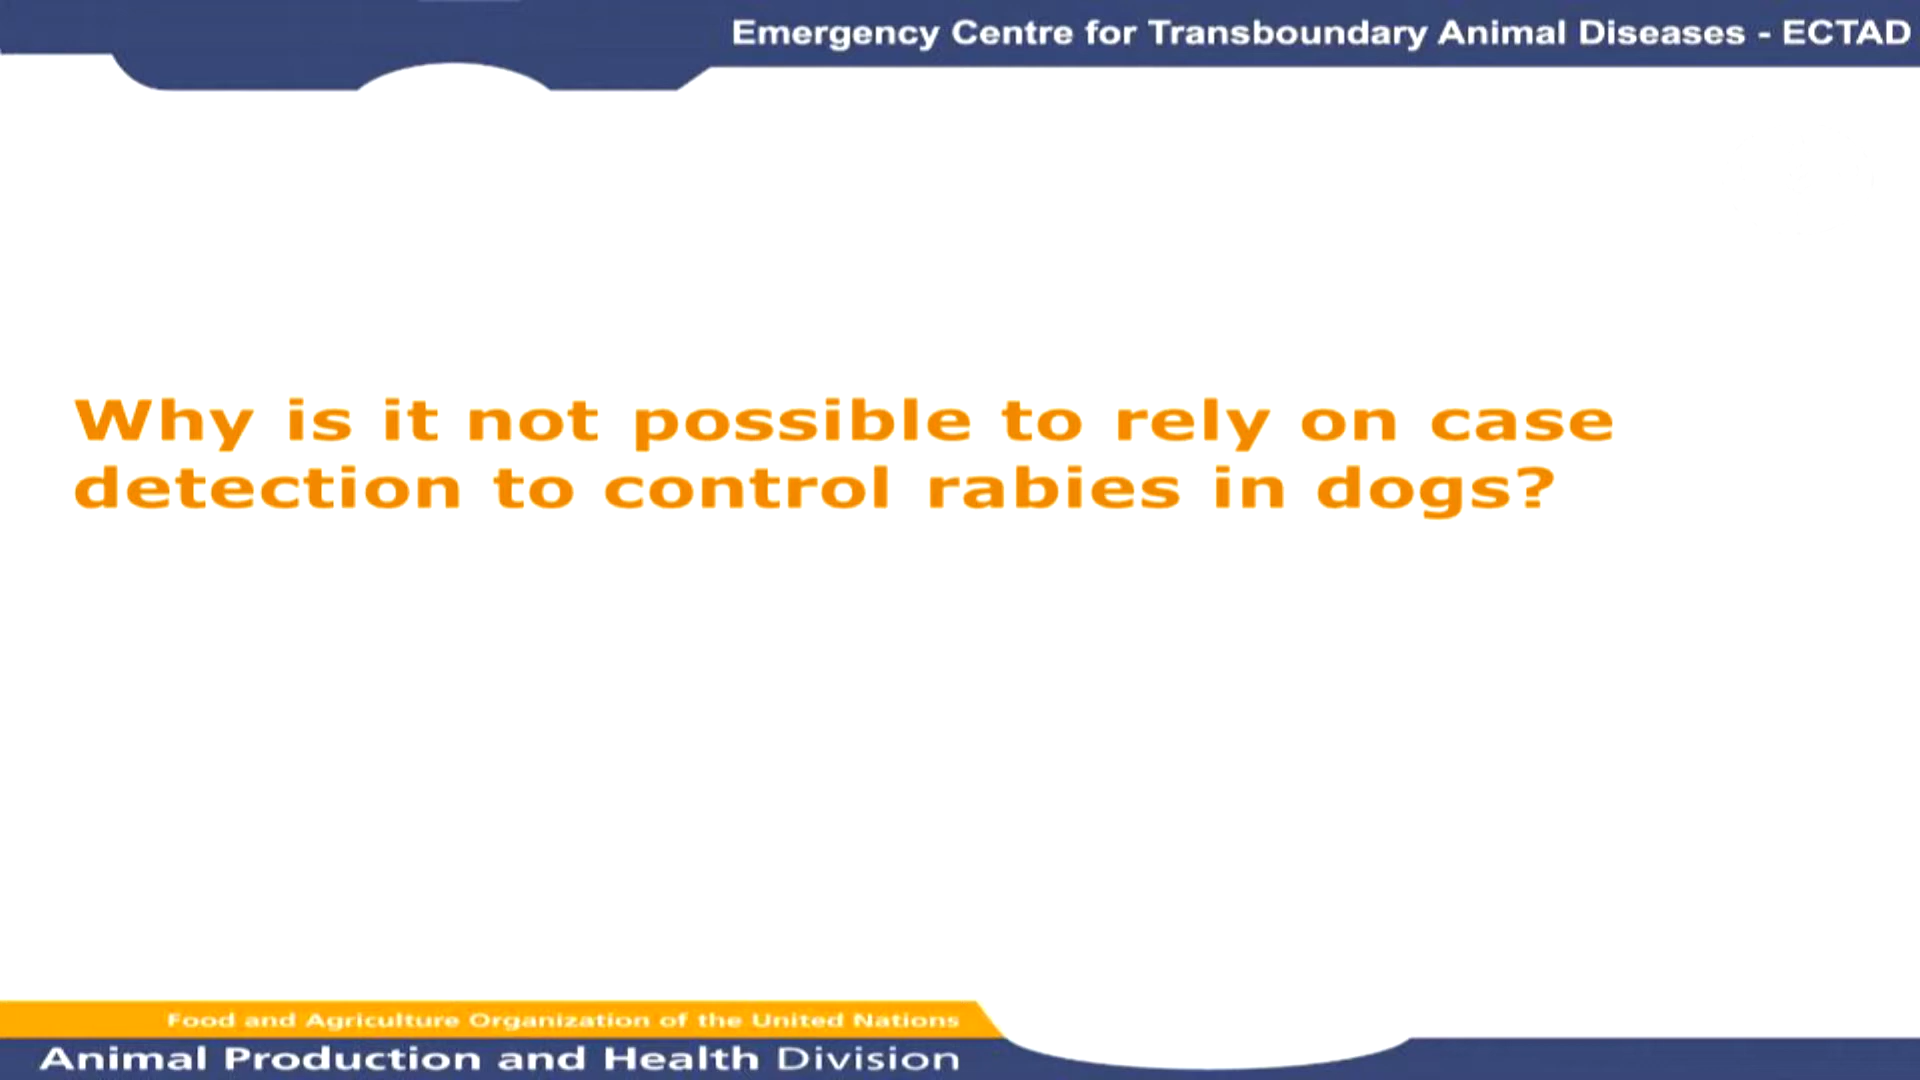 Emergency Centre for Transboundary Animal Diseases - ECTAD
Why is it not possible to rely on case
detection to control rabies in dogs?
Food and Agriculture Organization of the United Nations
Animal Production and Health Division